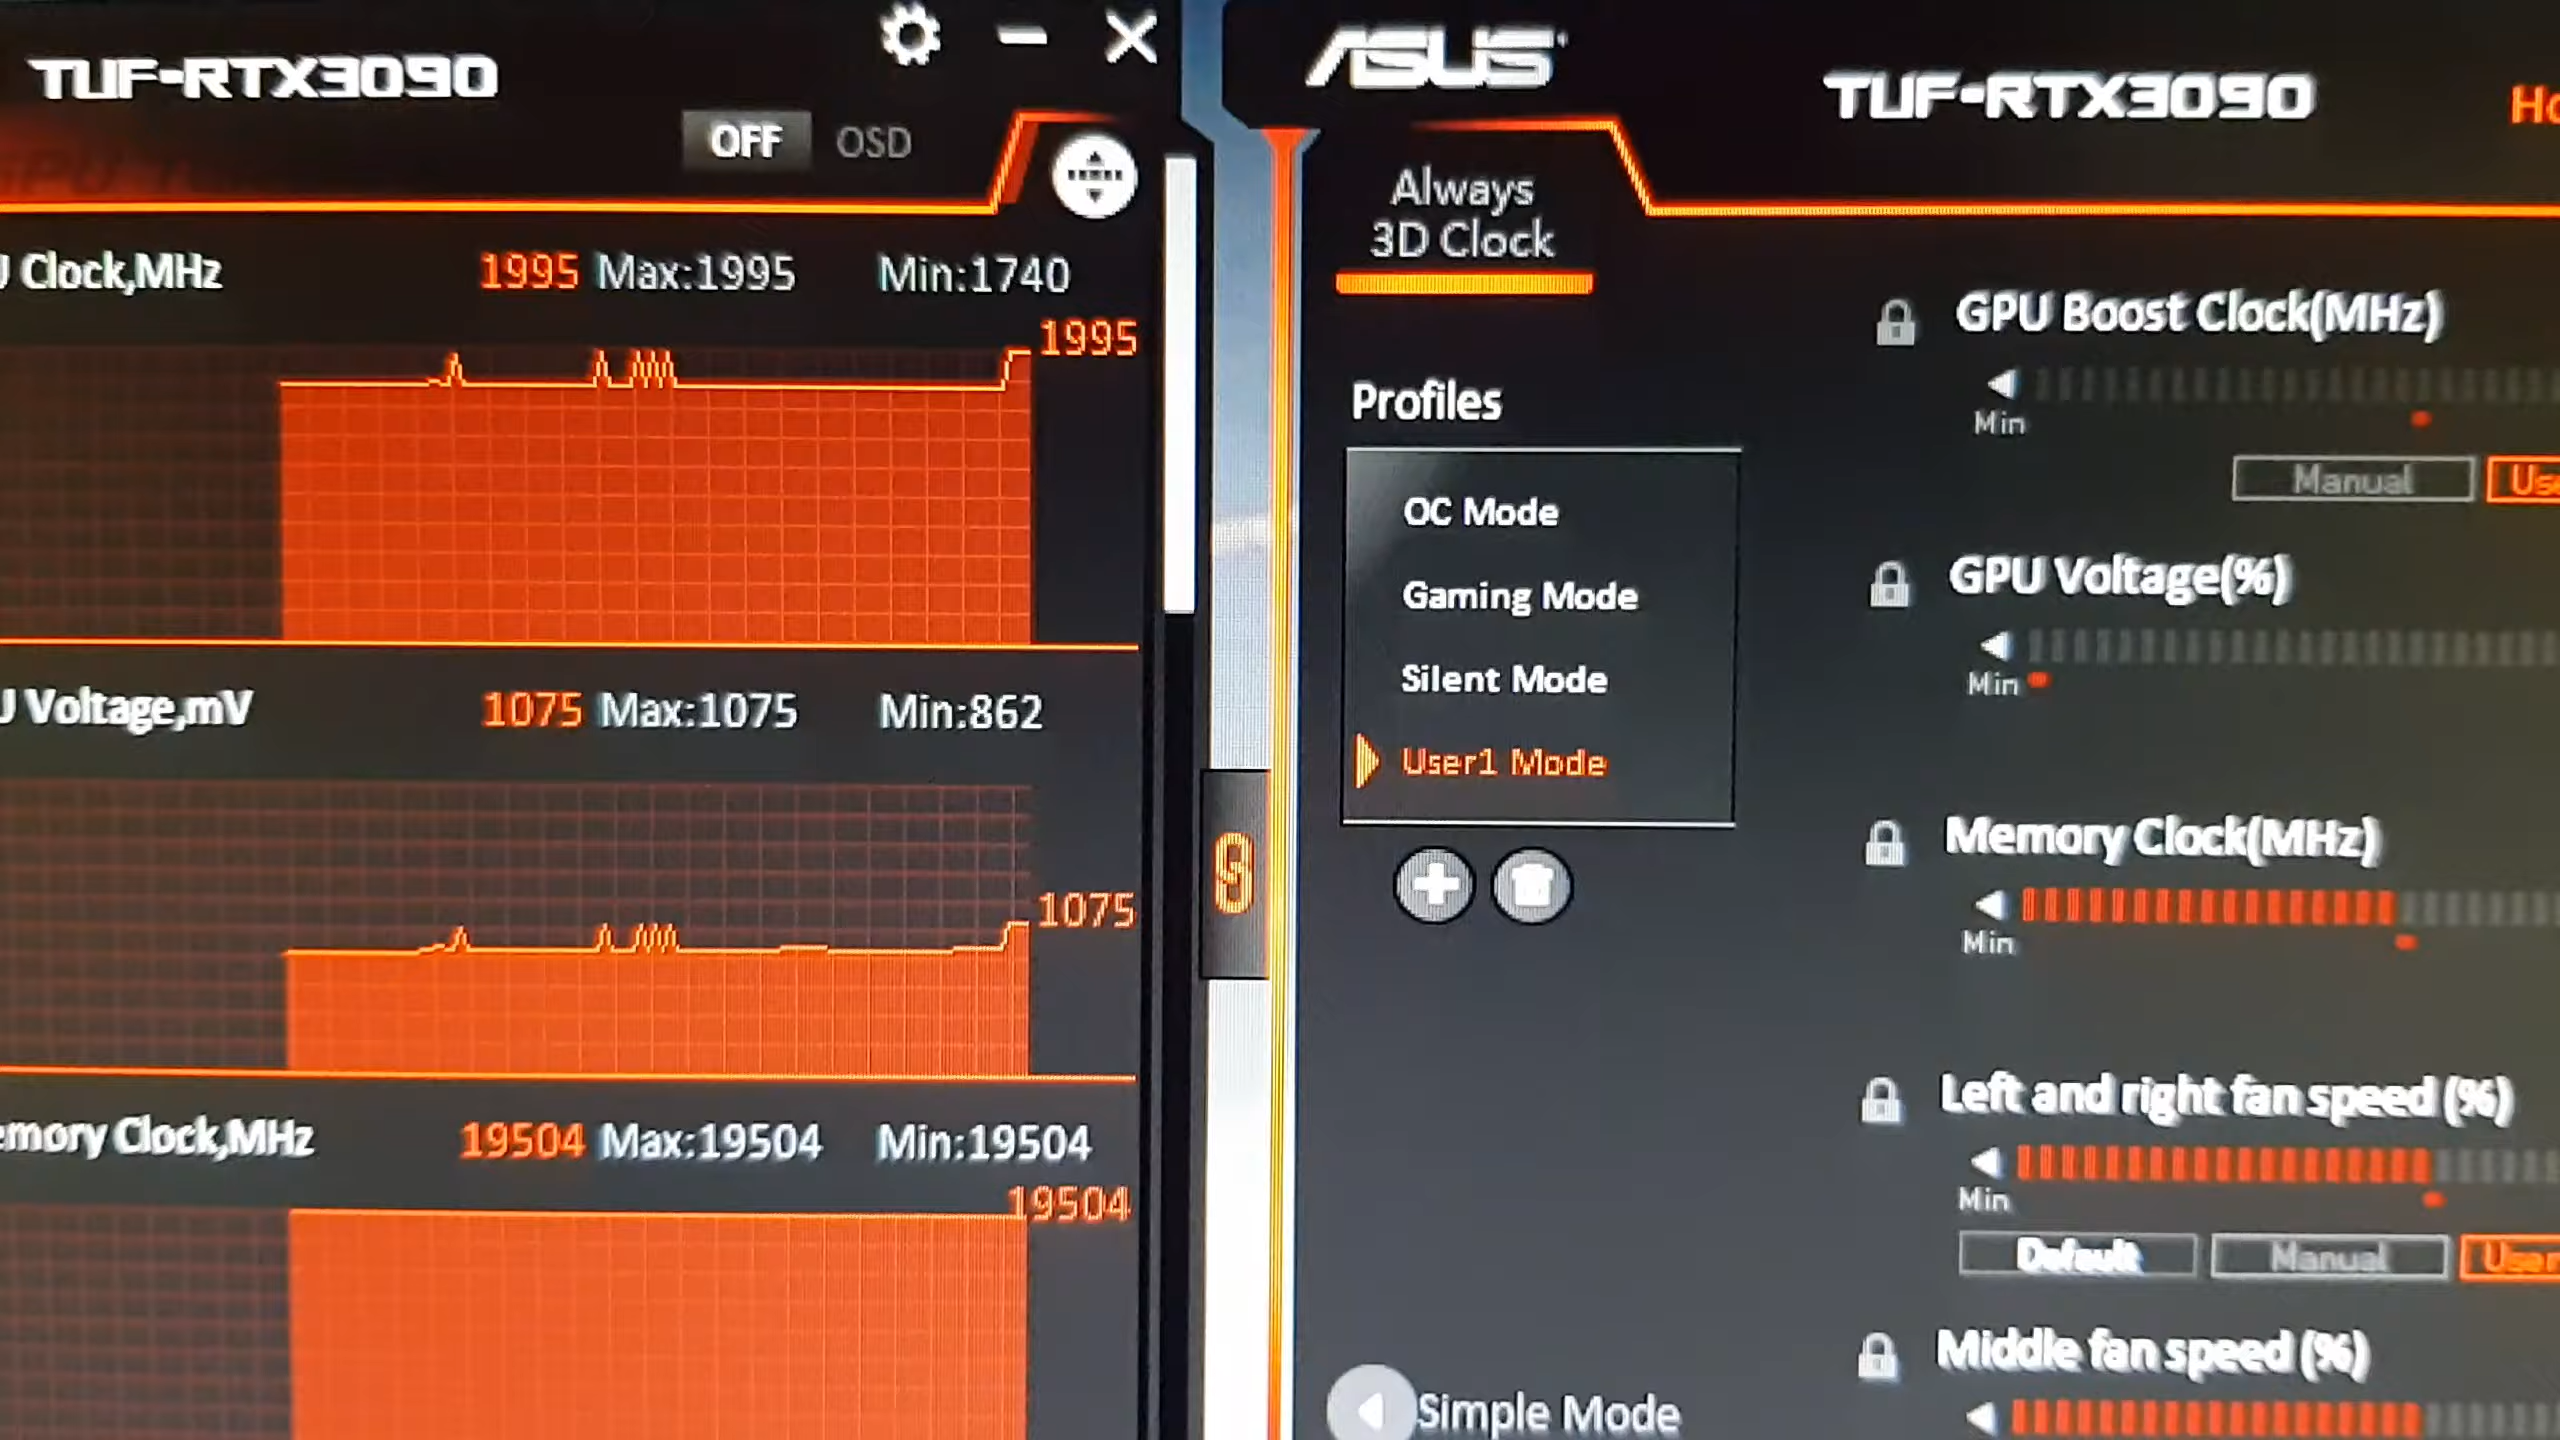 TUF-RTX3090
OFF OSD
Clock,MHz 1995 Max:1995 Min:1740
1995
Voltage,mV 1075 Max:1075 Min:862
1075
emory Clock,MHz 19504 Max:19504 Min:19504
19504
ASUS
TUF-RTX3090
Always
3D Clock
Profiles
OC Mode
Gaming Mode
Silent Mode
User1 Mode
Simple Mode
GPU Boost Clock(MHz)
Min
Manual Use
GPU Voltage(%)
Min
Memory Clock(MHz)
Min
Left and right fan speed (%)
Min
Default Manual User
Middle fan speed (%)